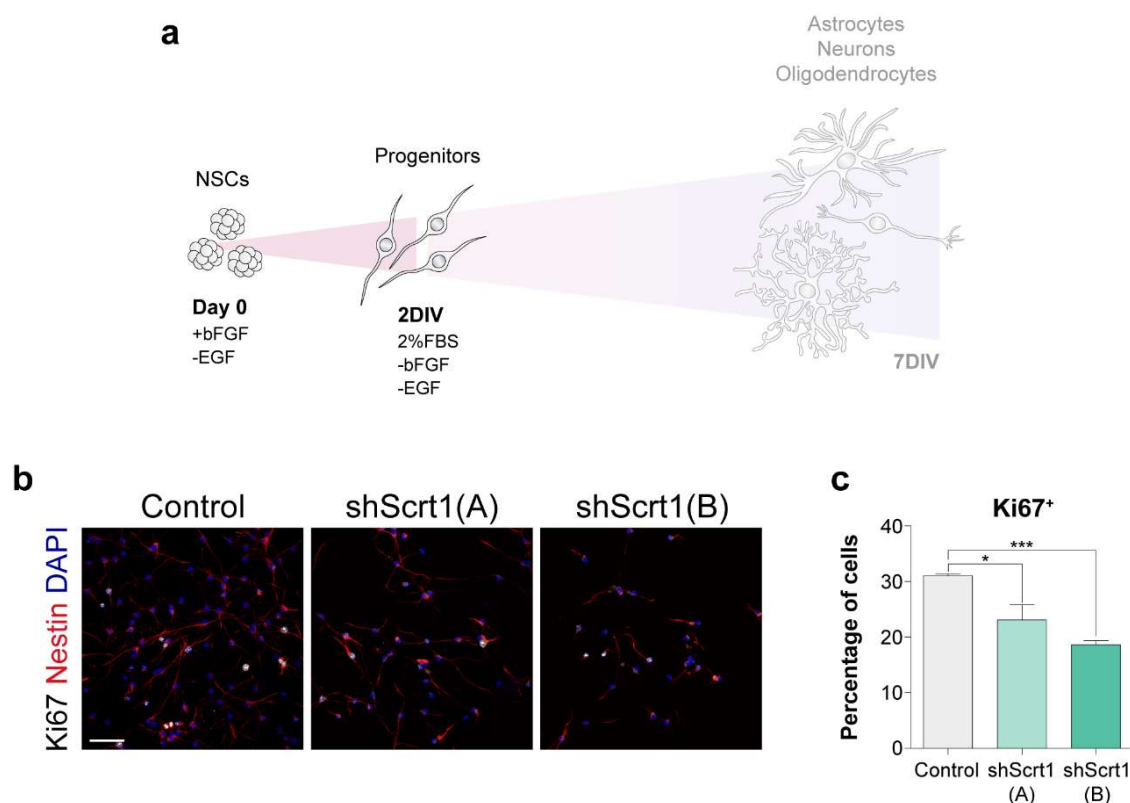 a
Astrocytes
Neurons
Oligodendrocytes
Progenitors
NSCs
Day 0
+bFGF
-EGF
2DIV
2%FBS
-bFGF
-EGF
7DIV
b
Control
shScrt1(A)
shScrt1(B)
Ki67 Nestin DAPI
c
Ki67⁺
***
*
Percentage of cells
40
30
20
10
0
Control
shScrt1
(A)
shScrt1
(B)